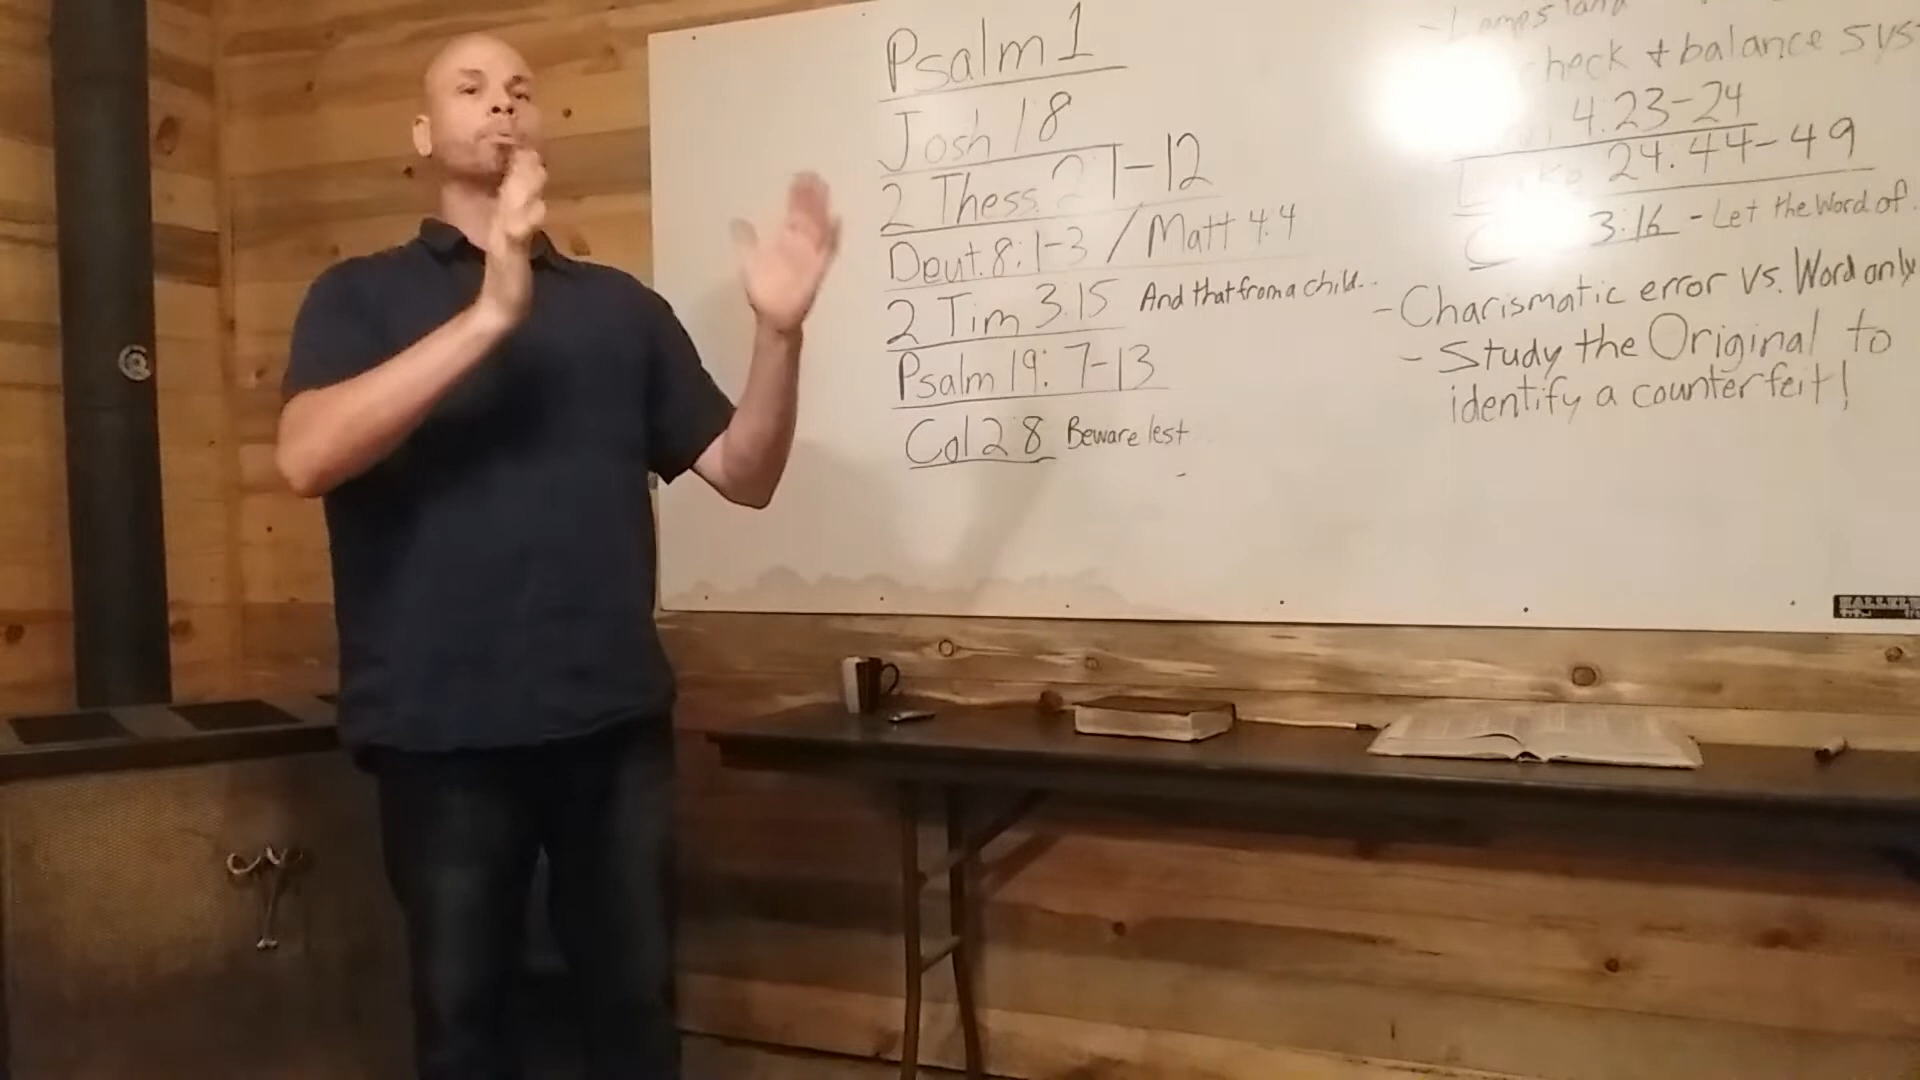 Psalm 1
Josh 1 8
2 Thess. 2 1-12
Deut. 8:1-3 / Matt 4.4
2 Tim 3.15 And that from a child...
Psalm 19: 7-13
Col 2 8 Beware lest
- Lampstand
check + balance sys
4:23-24
24:44-49
3:16 - Let the Word of
- Charismatic error vs. Word only
- Study the Original to
identify a counterfeit!